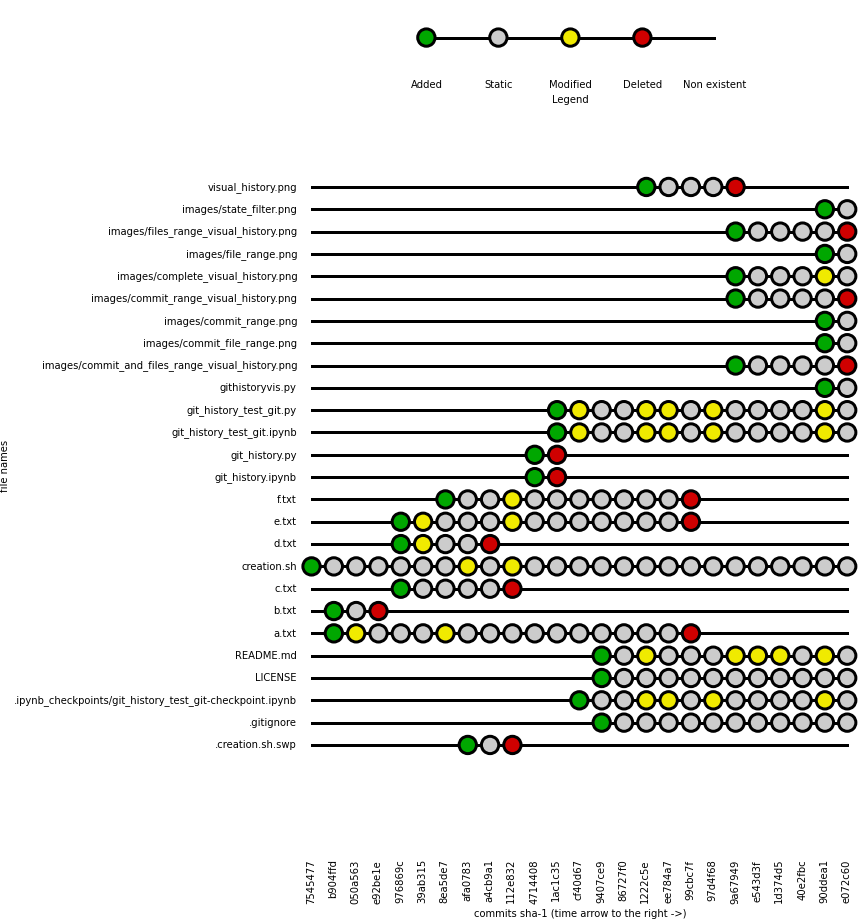 Added Static Modified Deleted Non existent
Legend
visual_history.png
images/state_filter.png
images/files_range_visual_history.png
images/file_range.png
images/complete_visual_history.png
images/commit_range_visual_history.png
images/commit_range.png
images/commit_file_range.png
images/commit_and_files_range_visual_history.png
githistoryvis.py
git_history_test_git.py
git_history_test_git.ipynb
git_history.py
git_history.ipynb
f.txt
e.txt
d.txt
creation.sh
c.txt
b.txt
a.txt
README.md
LICENSE
.ipynb_checkpoints/git_history_test_git-checkpoint.ipynb
.gitignore
.creation.sh.swp
file names
7545477
b904ffd
050a563
e92be1e
976869c
39ab315
8ea5de7
afa0783
a4cb9a1
112e832
4714408
1ac1c35
cf40d67
9407ce9
86727f0
1222c5e
ee784a7
99cbc7f
97d4f68
9a67949
e543d3f
1d374d5
40e2fbc
90ddea1
e072c60
commits sha-1 (time arrow to the right ->)